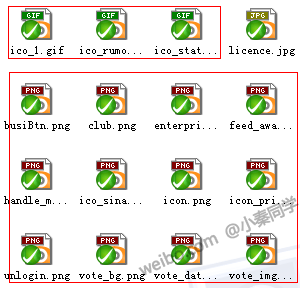 GIF GIF GIF JPG
ico_1.gif ico_rumo... ico_stat... licence.jpg
PNG PNG PNG PNG
busiBtn.png club.png enterpri... feed_awa...
PNG PNG PNG PNG
handle_m... ico_sina... icon.png icon_pri...
PNG PNG PNG PNG
unlogin.png vote_bg.png vote_dat... vote_img...
weibo.com @小秦同学